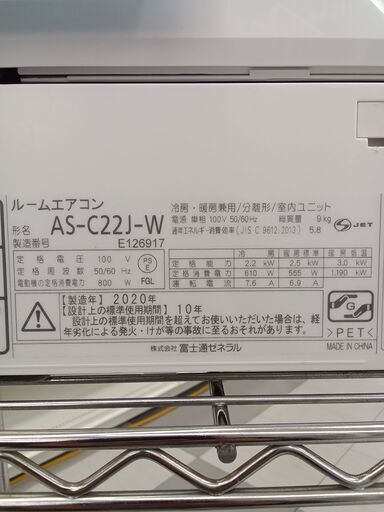 ルームエアコン
形名 AS-C22J-W
製造番号 E126917
冷房・暖房兼用/分離形/室内ユニット
電源 単相 100V 50/60Hz 総質量 9kg
通年エネルギー消費効率(JIS C 9612:2013) 5.8
S JET
定格電圧 100 V
定格周波数 50/60 Hz
電動機の定格消費電力 800 W
PS E
FGL
冷房 暖房 暖房低温
定格能力 2.2 kW 2.5 kW 3.0 kW
定格消費電力 610 W 555 W 1,190 kW
運転電流 7.6 A 6.9 A
【製造年】2020年
【設計上の標準使用期間】10年
設計上の標準使用期間を超えてお使いいただいた場合は、経
年劣化による発火・けが等の事故に至るおそれがあります。
株式会社 富士通ゼネラル
G
>PET<
MADE IN CHINA